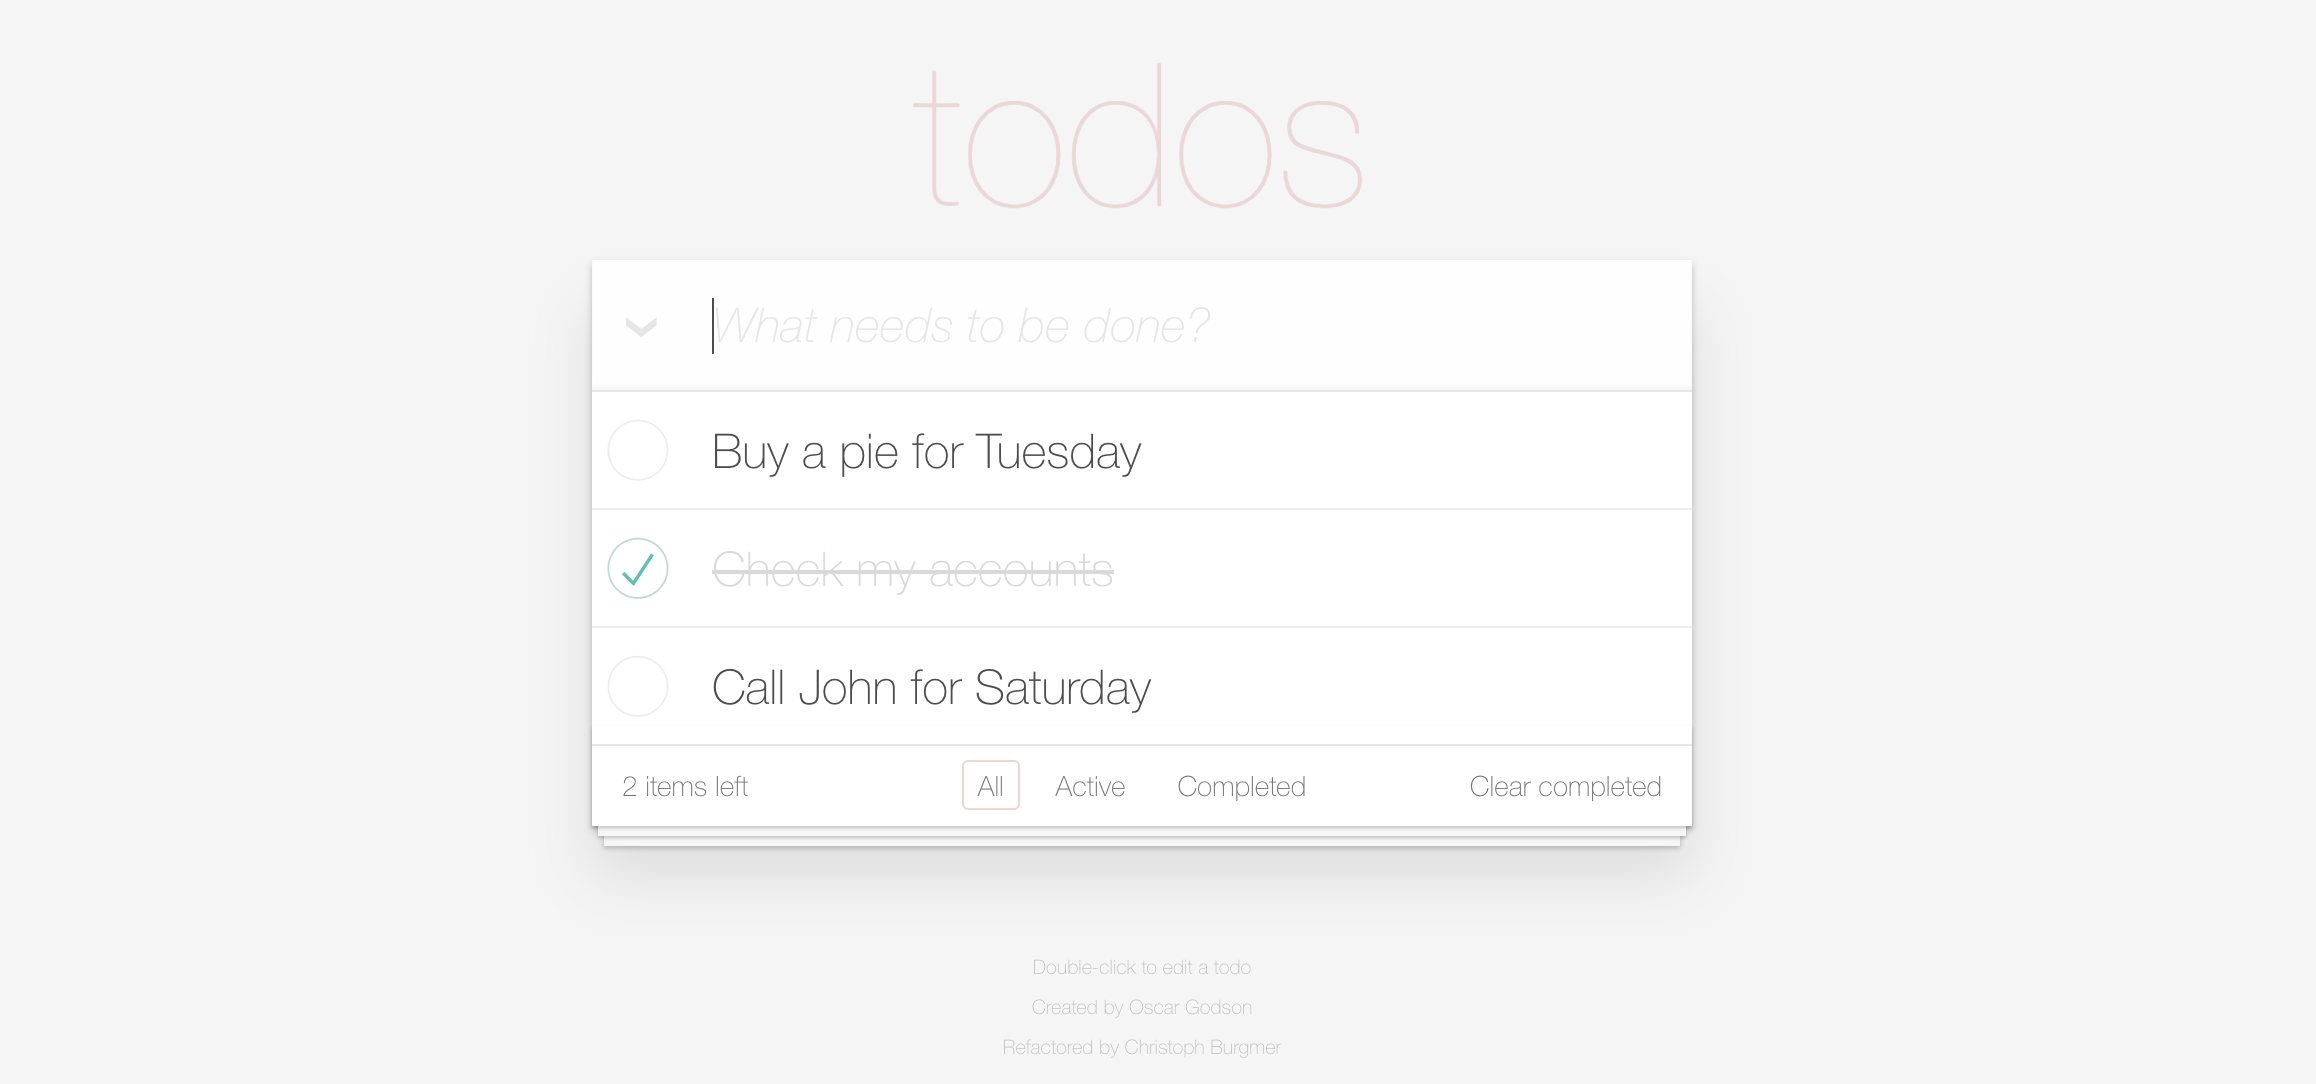 todos
What needs to be done?
Buy a pie for Tuesday
Check my accounts
Call John for Saturday
2 items left All Active Completed Clear completed
Double-click to edit a todo
Created by Oscar Godson
Refactored by Christoph Burgmer